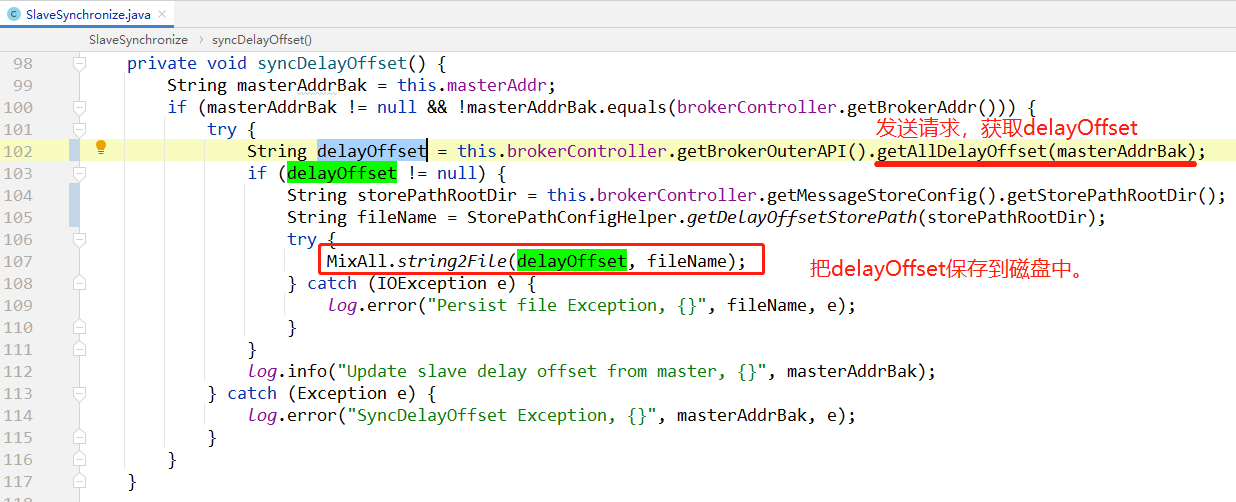 SlaveSynchronize.java
SlaveSynchronize › syncDelayOffset()
98 private void syncDelayOffset() {
99 String masterAddrBak = this.masterAddr;
100 if (masterAddrBak != null && !masterAddrBak.equals(brokerController.getBrokerAddr())) {
101 try {
发送请求，获取delayOffset
102 String delayOffset = this.brokerController.getBrokerOuterAPI().getAllDelayOffset(masterAddrBak);
103 if (delayOffset != null) {
104 String storePathRootDir = this.brokerController.getMessageStoreConfig().getStorePathRootDir();
105 String fileName = StorePathConfigHelper.getDelayOffsetStorePath(storePathRootDir);
106 try {
107 MixAll.string2File(delayOffset, fileName);
把delayOffset保存到磁盘中。
108 } catch (IOException e) {
109 log.error("Persist file Exception, {}", fileName, e);
110 }
111 }
112 log.info("Update slave delay offset from master, {}", masterAddrBak);
113 } catch (Exception e) {
114 log.error("SyncDelayOffset Exception, {}", masterAddrBak, e);
115 }
116 }
117 }
118